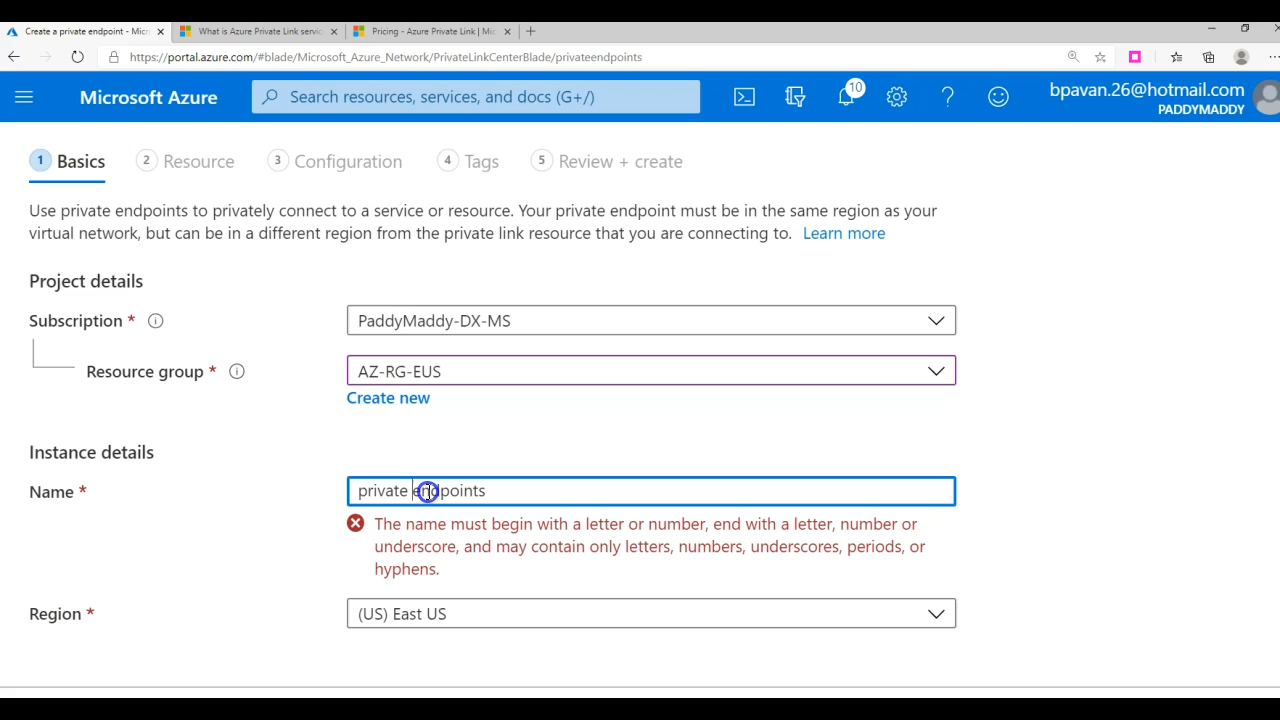 Create a private endpoint - Micr
What is Azure Private Link servic
Pricing - Azure Private Link | Mic
https://portal.azure.com/#blade/Microsoft_Azure_Network/PrivateLinkCenterBlade/privateendpoints
Microsoft Azure
Search resources, services, and docs (G+/)
10
bpavan.26@hotmail.com
PADDYMADDY
1 Basics
2 Resource
3 Configuration
4 Tags
5 Review + create
Use private endpoints to privately connect to a service or resource. Your private endpoint must be in the same region as your
virtual network, but can be in a different region from the private link resource that you are connecting to. Learn more
Project details
Subscription *
PaddyMaddy-DX-MS
Resource group *
AZ-RG-EUS
Create new
Instance details
Name *
private endpoints
The name must begin with a letter or number, end with a letter, number or
underscore, and may contain only letters, numbers, underscores, periods, or
hyphens.
Region *
(US) East US